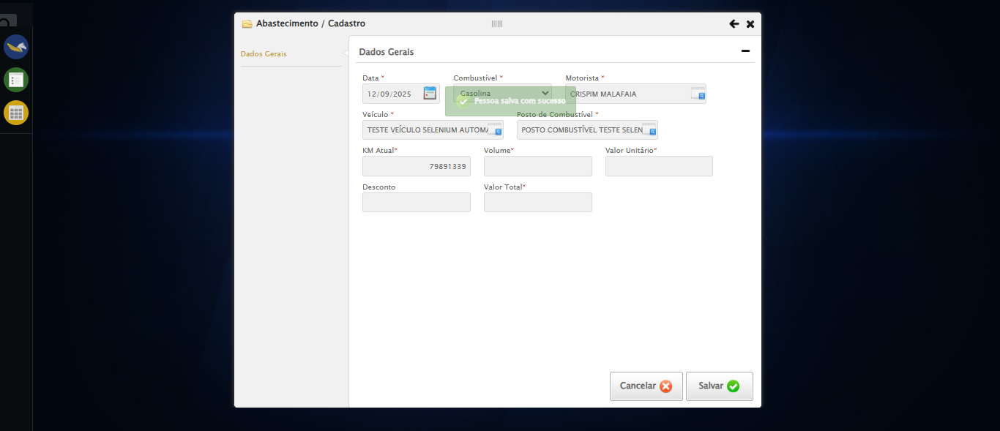 Abastecimento / Cadastro
Dados Gerais
Dados Gerais
Data * Combustível * Motorista *
12/09/2025 Gasolina CRISPIM MALAFAIA
Pessoa salva com sucesso
Veículo * Posto de Combustível *
TESTE VEÍCULO SELENIUM AUTOMA POSTO COMBUSTÍVEL TESTE SELEN
KM Atual* Volume* Valor Unitário*
79891339
Desconto Valor Total*
Cancelar Salvar